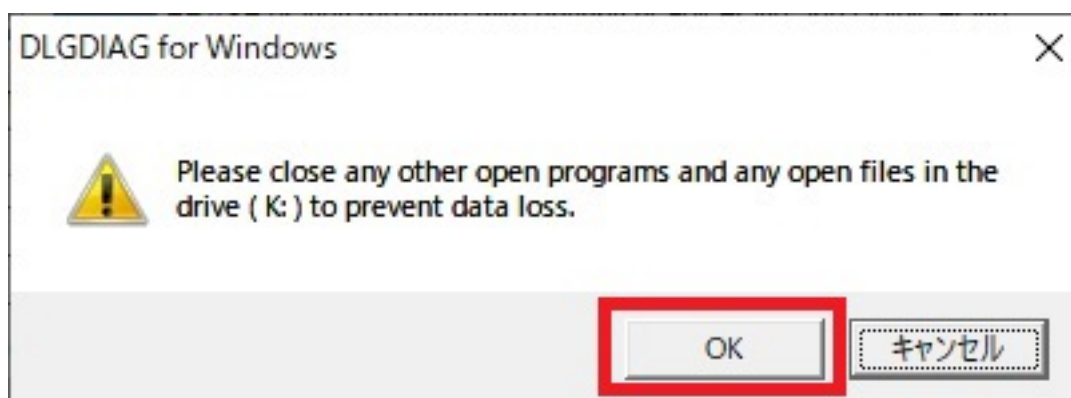 DLGDIAG for Windows
Please close any other open programs and any open files in the
drive ( K: ) to prevent data loss.
OK
キャンセル